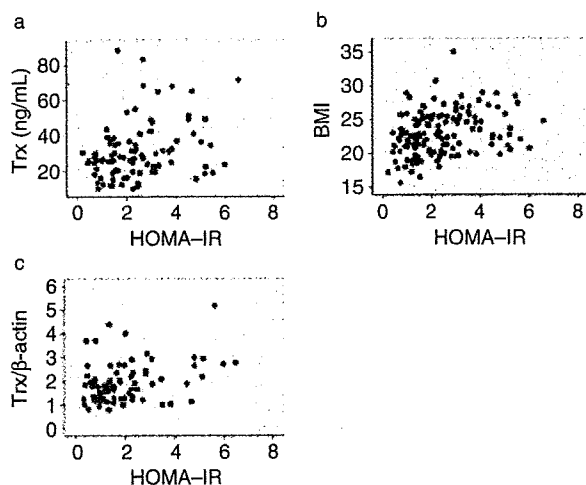 a
Trx (ng/mL)
80
60
40
20
0 2 4 6 8
HOMA–IR
b
BMI
35
30
25
20
15
0 2 4 6 8
HOMA–IR
c
Trx/β-actin
6
5
4
3
2
1
0
0 2 4 6 8
HOMA–IR